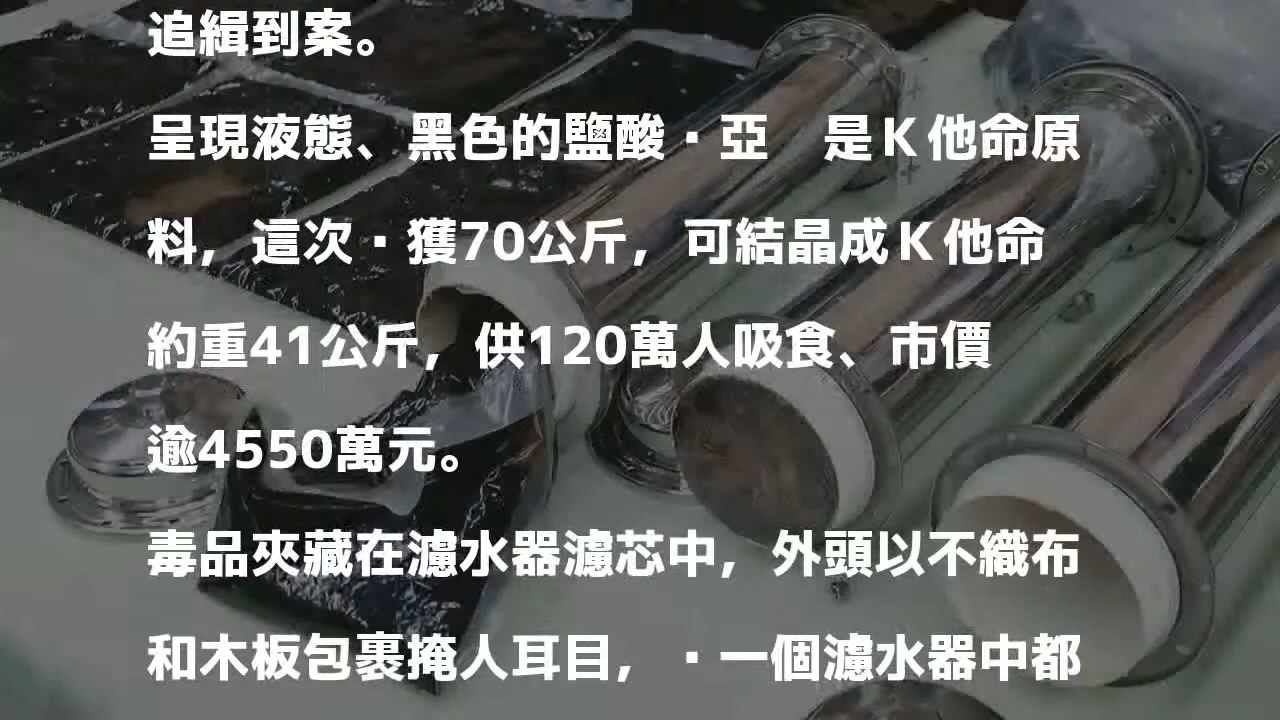 追緝到案。
呈現液態、黑色的鹽酸·亞　是Ｋ他命原
料，這次·獲70公斤，可結晶成Ｋ他命
約重41公斤，供120萬人吸食、市價
逾4550萬元。
毒品夾藏在濾水器濾芯中，外頭以不織布
和木板包裹掩人耳目，·一個濾水器中都